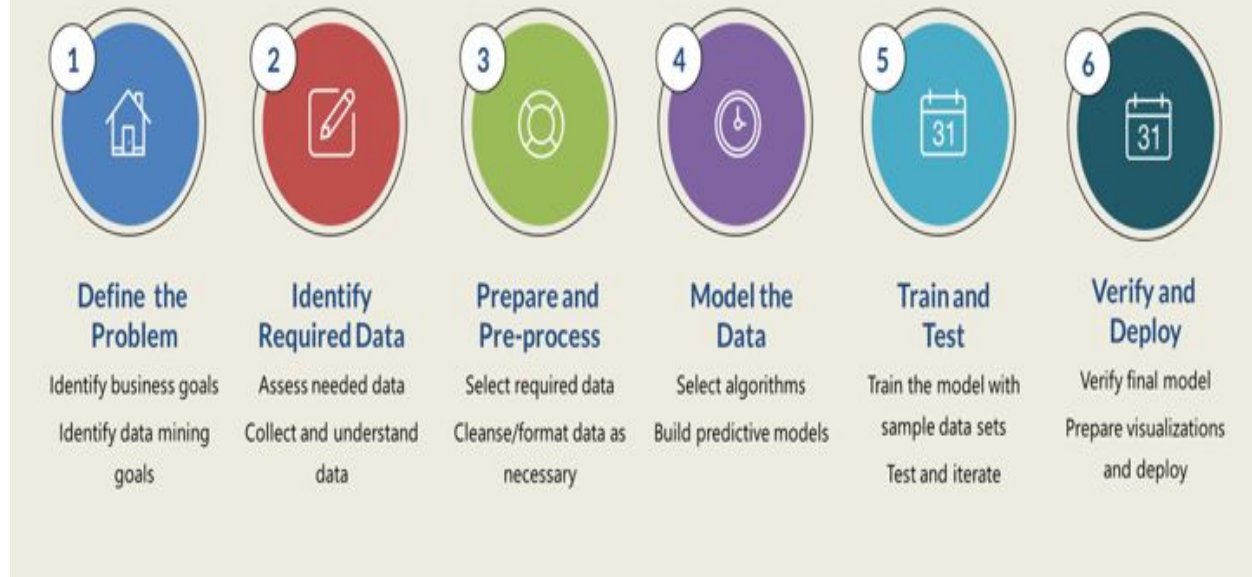 1
Define the
Problem
Identify business goals
Identify data mining
goals
2
Identify
Required Data
Assess needed data
Collect and understand
data
3
Prepare and
Pre-process
Select required data
Cleanse/format data as
necessary
4
Model the
Data
Select algorithms
Build predictive models
5
31
Train and
Test
Train the model with
sample data sets
Test and iterate
6
31
Verify and
Deploy
Verify final model
Prepare visualizations
and deploy